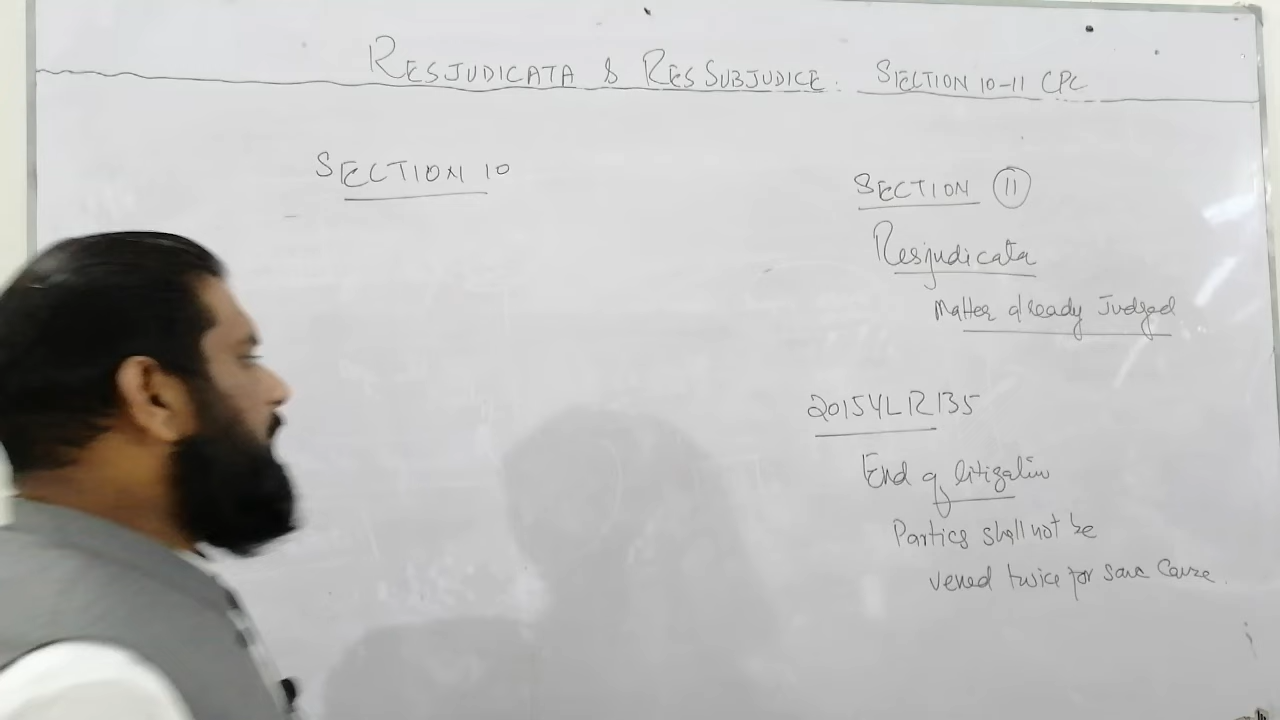 RESJUDICATA & RES SUBJUDICE: SECTION 10-11 CPC
SECTION 10
SECTION 11
Resjudicata
Matter already Judged
2015 YLR 135
End of litigation
Parties shall not be
vexed twice for same Cause.